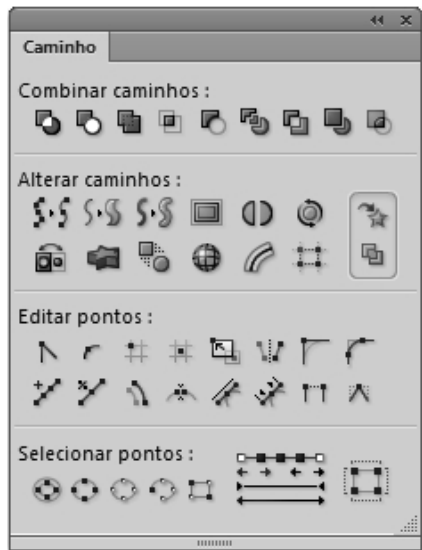 Caminho
Combinar caminhos :
Alterar caminhos :
Editar pontos :
Selecionar pontos :